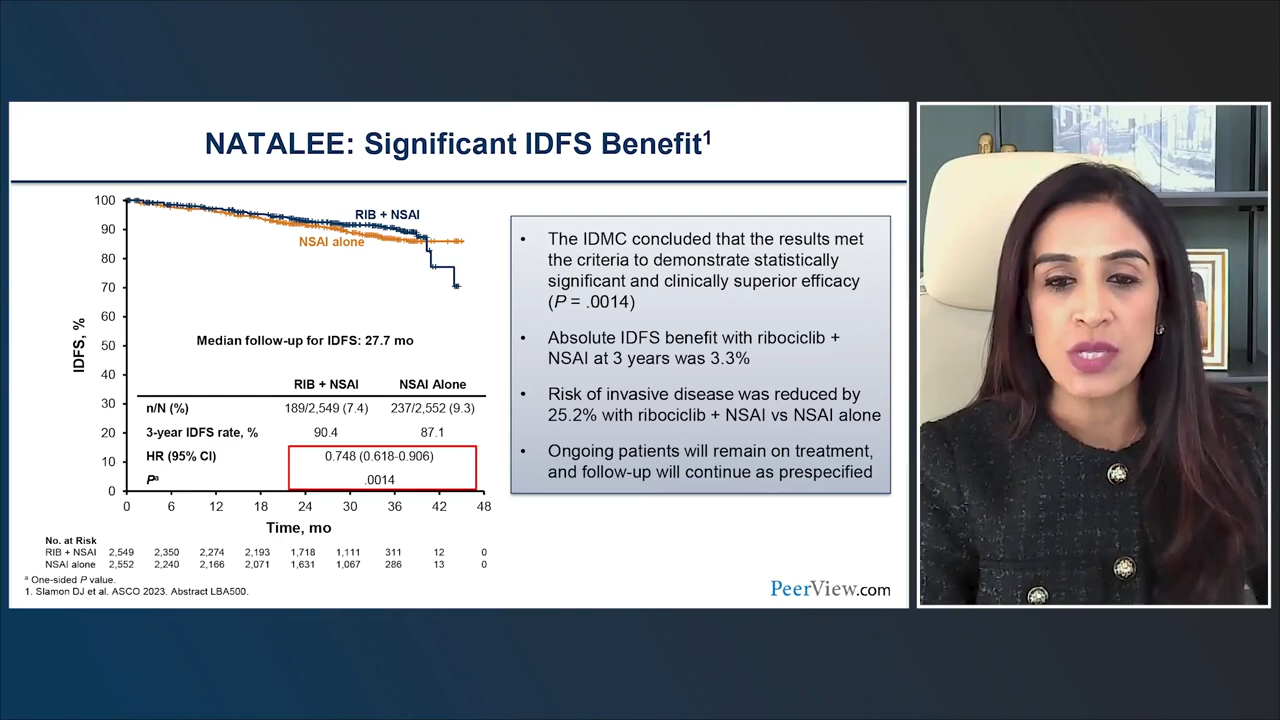 NATALEE: Significant IDFS Benefit1
100
90
80
70
60
50
40
30
20
10
0
IDFS, %
RIB + NSAI
NSAI alone
Median follow-up for IDFS: 27.7 mo
RIB + NSAI NSAI Alone
n/N (%) 189/2,549 (7.4) 237/2,552 (9.3)
3-year IDFS rate, % 90.4 87.1
HR (95% CI) 0.748 (0.618-0.906)
Pa .0014
0 6 12 18 24 30 36 42 48
Time, mo
No. at Risk
RIB + NSAI 2,549 2,350 2,274 2,193 1,718 1,111 311 12 0
NSAI alone 2,552 2,240 2,166 2,071 1,631 1,067 286 13 0
a One-sided P value.
1. Slamon DJ et al. ASCO 2023. Abstract LBA500.
• The IDMC concluded that the results met
the criteria to demonstrate statistically
significant and clinically superior efficacy
(P = .0014)
• Absolute IDFS benefit with ribociclib +
NSAI at 3 years was 3.3%
• Risk of invasive disease was reduced by
25.2% with ribociclib + NSAI vs NSAI alone
• Ongoing patients will remain on treatment,
and follow-up will continue as prespecified
PeerView.com